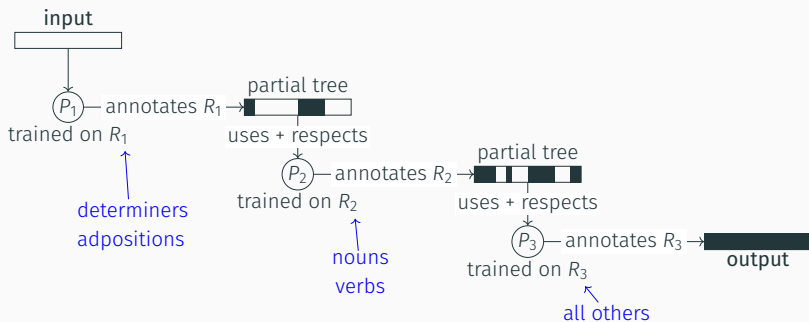 input
P1
annotates R1
partial tree
trained on R1
uses + respects
determiners
adpositions
P2
annotates R2
partial tree
trained on R2
uses + respects
nouns
verbs
P3
annotates R3
output
trained on R3
all others